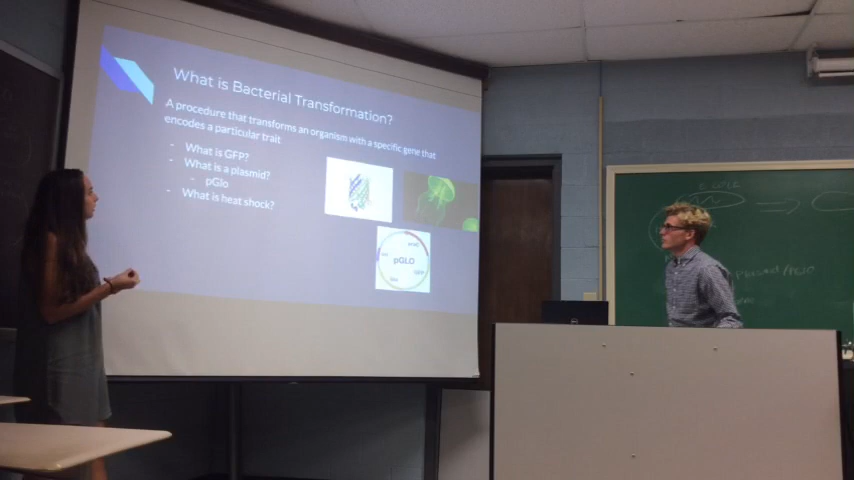 What is Bacterial Transformation?
A procedure that transforms an organism with a specific gene that
encodes a particular trait
- What is GFP?
- What is a plasmid?
- pGlo
- What is heat shock?
pGLO
GFP